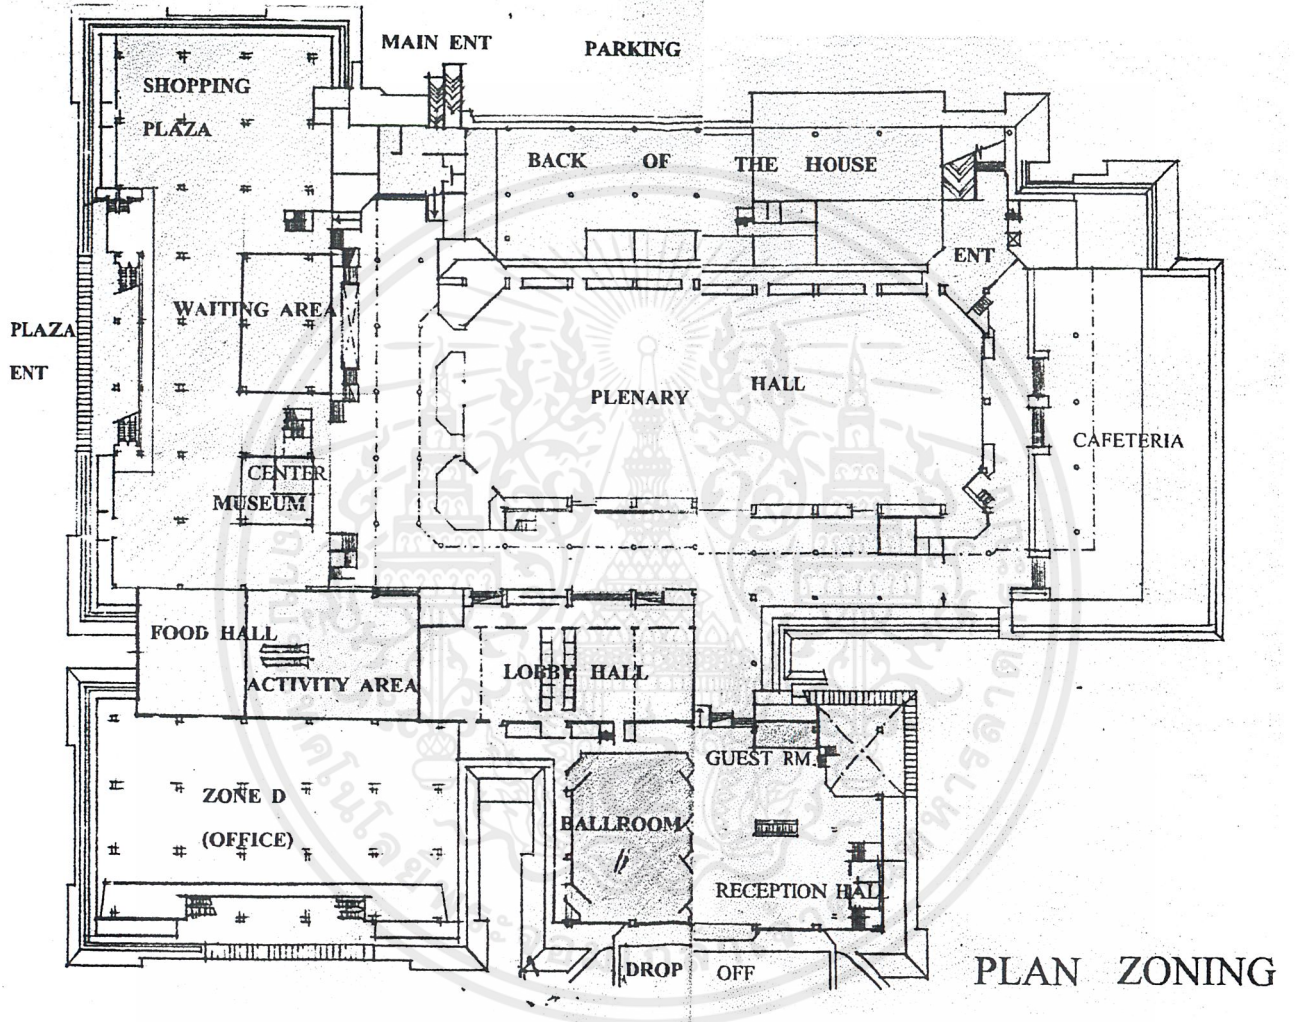 MAIN ENT
PARKING
SHOPPING
PLAZA
BACK OF THE HOUSE
ENT
WAITING AREA
PLAZA
ENT
PLENARY HALL
CAFETERIA
CENTER
MUSEUM
FOOD HALL
ACTIVITY AREA
LOBBY HALL
GUEST RM.
ZONE D
(OFFICE)
BALLROOM
RECEPTION HALL
DROP OFF
PLAN ZONING